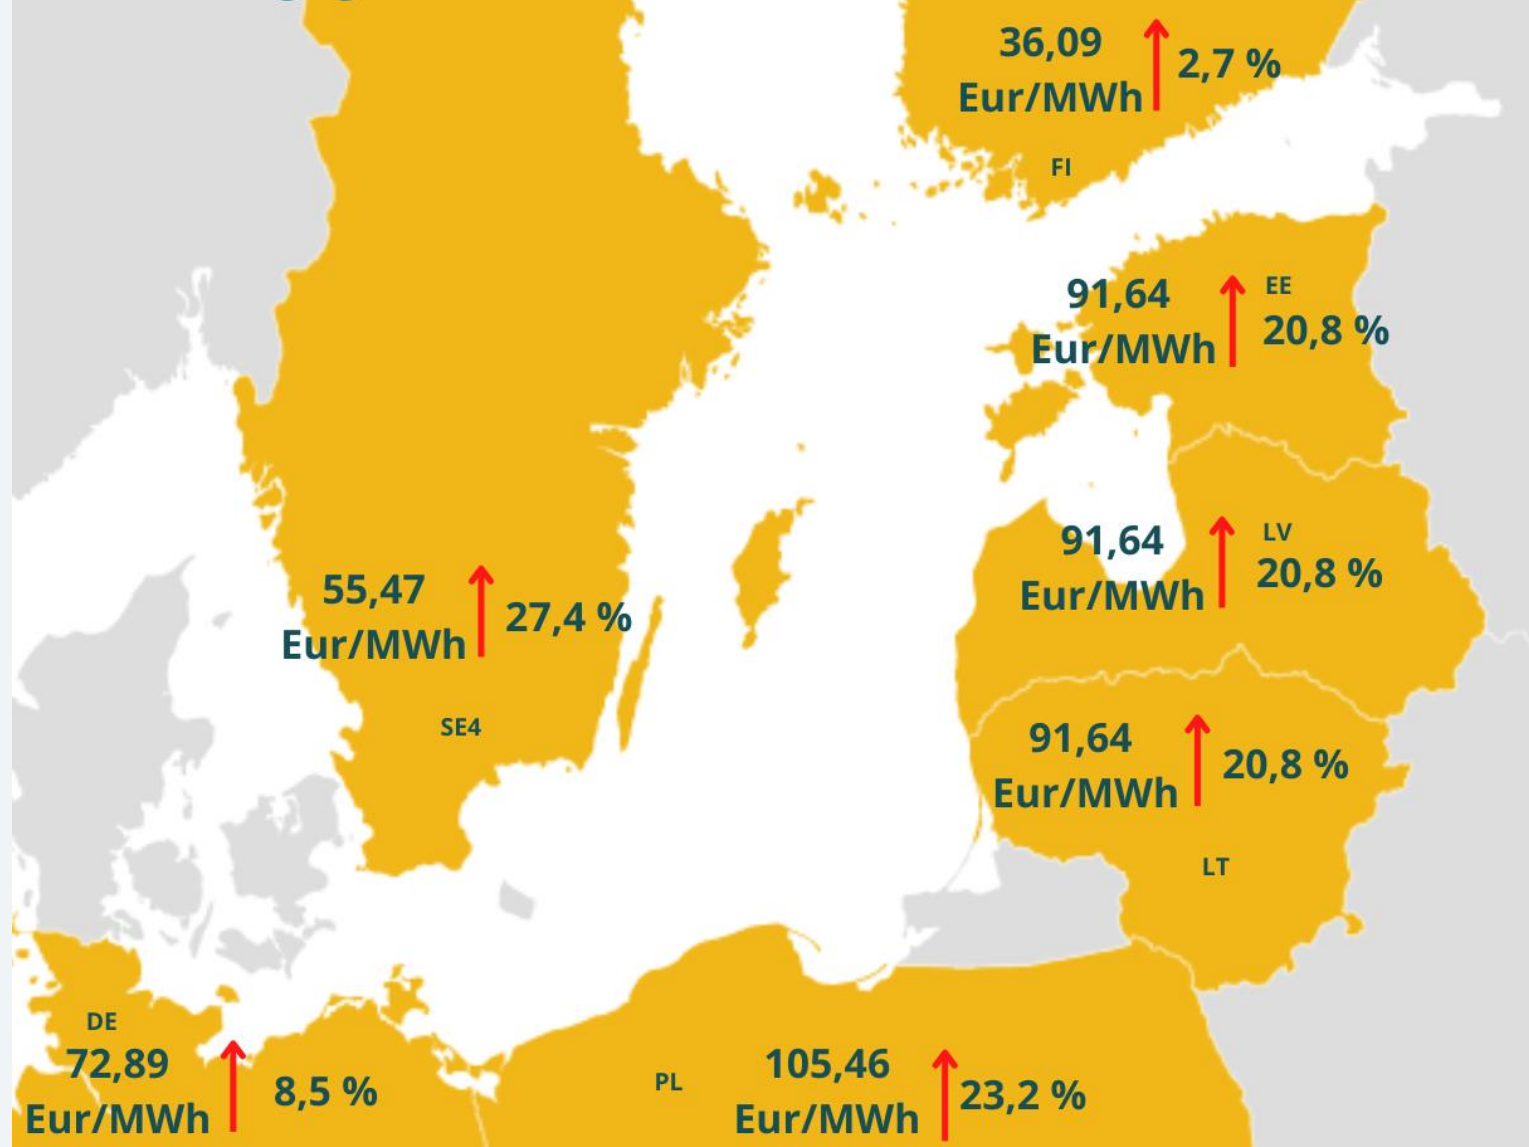 36,09
Eur/MWh
2,7 %
FI
91,64
Eur/MWh
EE
20,8 %
91,64
Eur/MWh
LV
20,8 %
55,47
Eur/MWh
27,4 %
SE4
91,64
Eur/MWh
20,8 %
LT
DE
72,89
Eur/MWh
8,5 %
PL
105,46
Eur/MWh
23,2 %